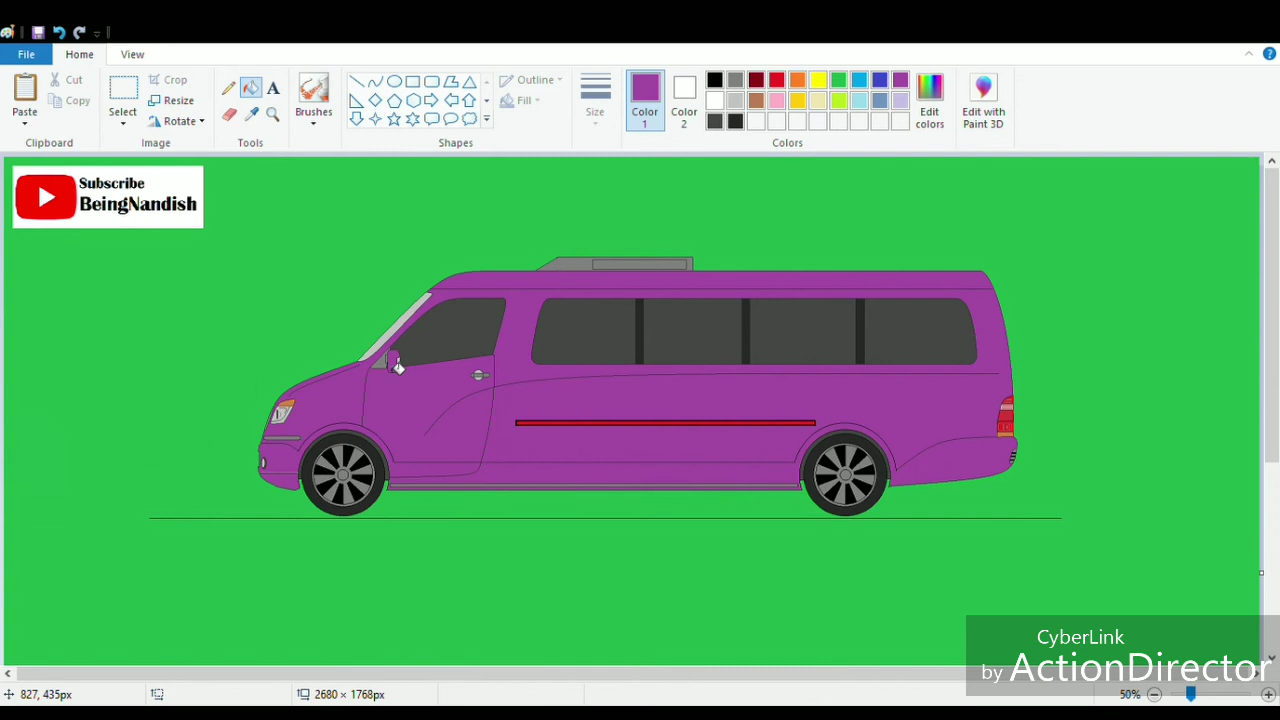 File
Home
View
Paste
Cut
Copy
Clipboard
Select
Crop
Resize
Rotate
Image
A
Tools
Brushes
Outline
Fill
Shapes
Size
Color
1
Color
2
Edit
colors
Edit with
Paint 3D
Colors
Subscribe
BeingNandish
CyberLink
by ActionDirector
827, 435px
2680 × 1768px
50%